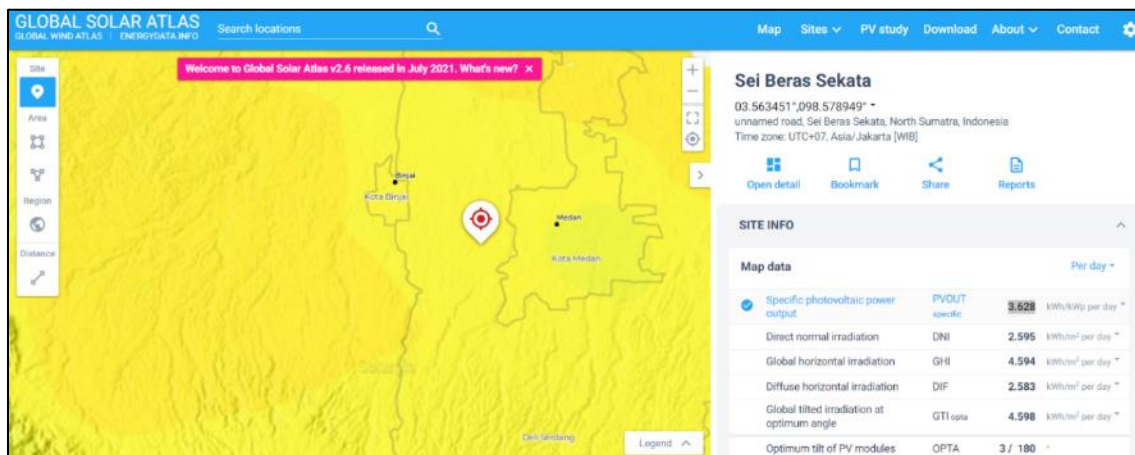 GLOBAL SOLAR ATLAS
GLOBAL WIND ATLAS | ENERGYDATA.INFO
Search locations
Map Sites PV study Download About Contact
Site
Area
Region
Distance
Welcome to Global Solar Atlas v2.6 released in July 2021. What's new? ×
Binjai
Kota Binjai
Medan
Kota Medan
Deli Serdang
Legend
Sei Beras Sekata
03.563451°,098.578949°
unnamed road, Sei Beras Sekata, North Sumatra, Indonesia
Time zone: UTC+07, Asia/Jakarta [WIB]
Open detail Bookmark Share Reports
SITE INFO
Map data Per day
Specific photovoltaic power output PVOUT specific 3.628 kWh/kWp per day
Direct normal irradiation DNI 2.595 kWh/m² per day
Global horizontal irradiation GHI 4.594 kWh/m² per day
Diffuse horizontal irradiation DIF 2.583 kWh/m² per day
Global tilted irradiation at optimum angle GTI opta 4.598 kWh/m² per day
Optimum tilt of PV modules OPTA 3 / 180 °